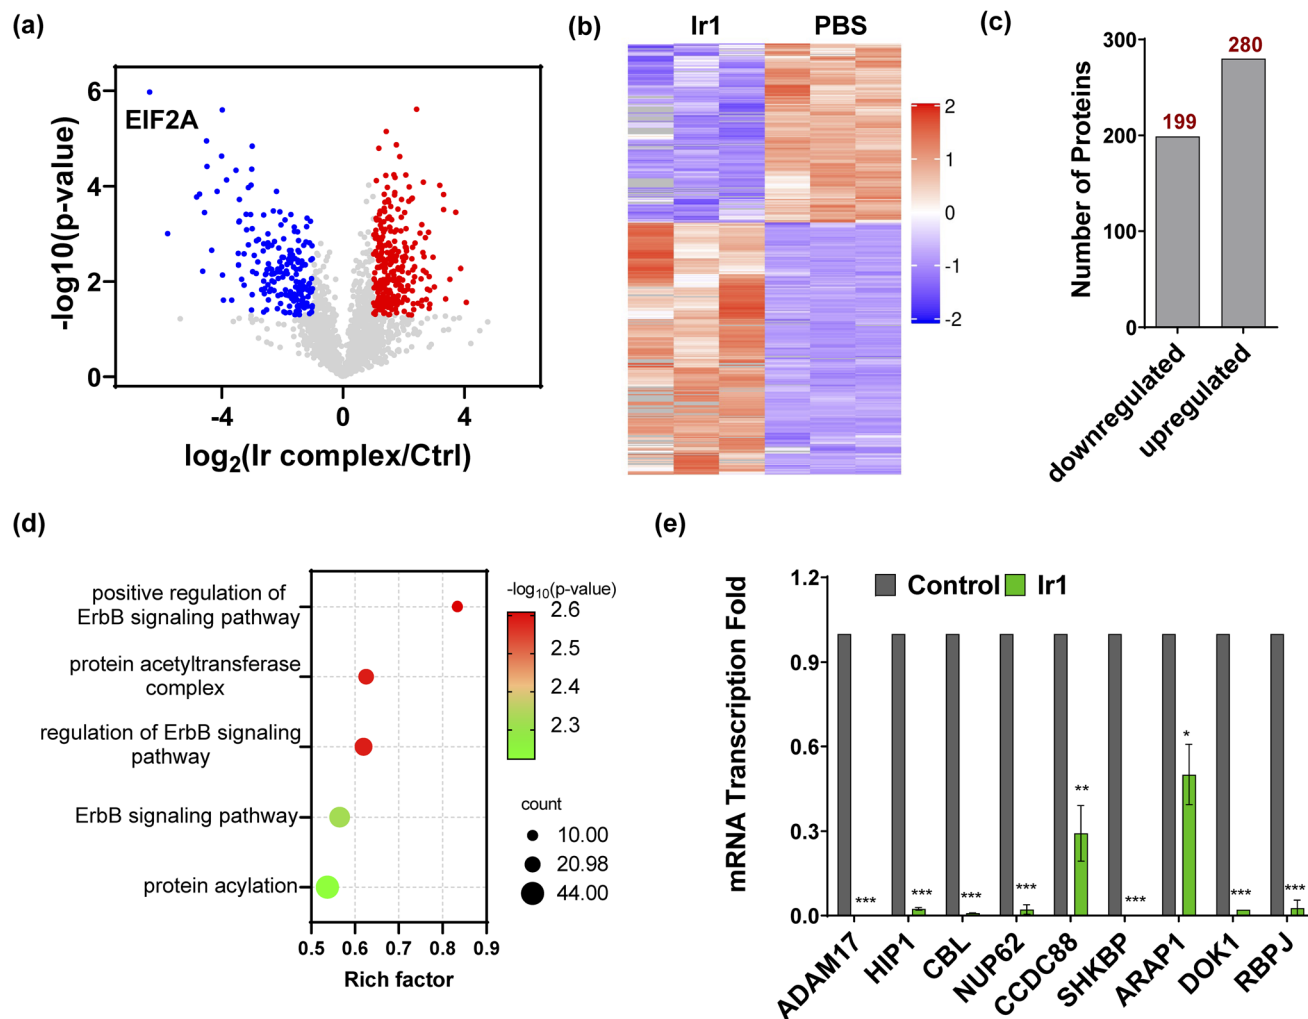 (a)
-log10(p-value)
6
4
2
0
EIF2A
-4
0
4
log2(Ir complex/Ctrl)
(b)
Ir1
PBS
2
1
0
-1
-2
(c)
Number of Proteins
300
200
100
0
199
280
downregulated
upregulated
(d)
positive regulation of
ErbB signaling pathway
protein acetyltransferase
complex
regulation of ErbB signaling
pathway
ErbB signaling pathway
protein acylation
0.5
0.6
0.7
0.8
0.9
Rich factor
-log10(p-value)
2.6
2.5
2.4
2.3
count
10.00
20.98
44.00
(e)
mRNA Transcription Fold
1.2
0.9
0.6
0.3
0.0
Control
Ir1
***
***
***
***
**
***
*
***
***
ADAM17
HIP1
CBL
NUP62
CCDC88
SHKBP
ARAP1
DOK1
RBPJ